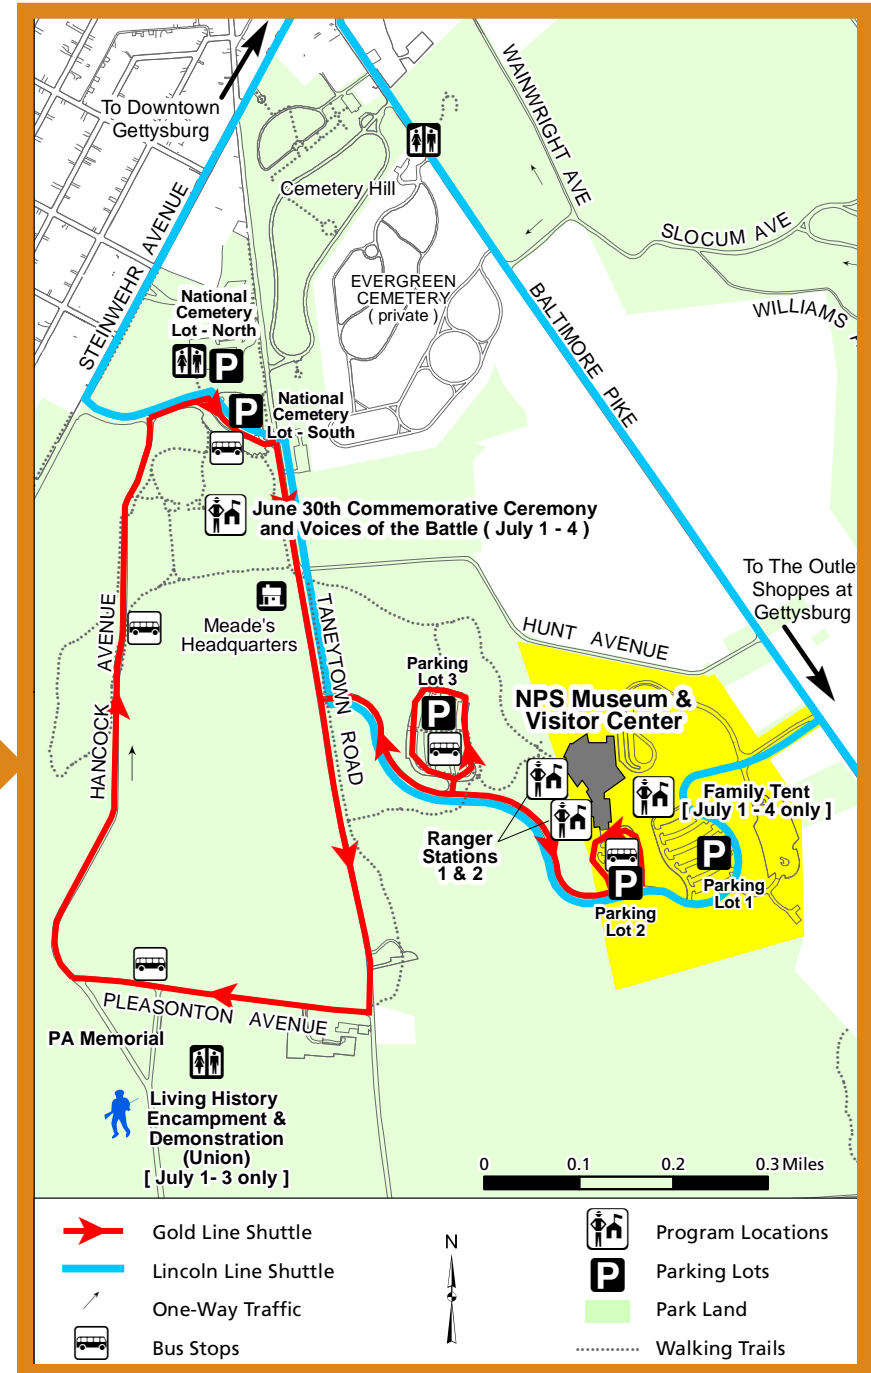 To Downtown
Gettysburg
WAINWRIGHT AVE
Cemetery Hill
SLOCUM AVE
STEINWEHR AVENUE
EVERGREEN
CEMETERY
( private )
National
Cemetery
Lot - North
BALTIMORE PIKE
WILLIAMS
P
P
National
Cemetery
Lot - South
June 30th Commemorative Ceremony
and Voices of the Battle ( July 1 - 4 )
To The Outle
Shoppes at
Gettysburg
HANCOCK AVENUE
Meade's
Headquarters
TANEYTOWN ROAD
HUNT AVENUE
Parking
Lot 3
P
NPS Museum &
Visitor Center
Family Tent
[ July 1 - 4 only ]
Ranger
Stations
1 & 2
P
Parking
Lot 1
P
Parking
Lot 2
PLEASONTON AVENUE
PA Memorial
Living History
Encampment &
Demonstration
(Union)
[ July 1- 3 only ]
0 0.1 0.2 0.3 Miles
Gold Line Shuttle
Lincoln Line Shuttle
One-Way Traffic
Bus Stops
N
Program Locations
P Parking Lots
Park Land
Walking Trails